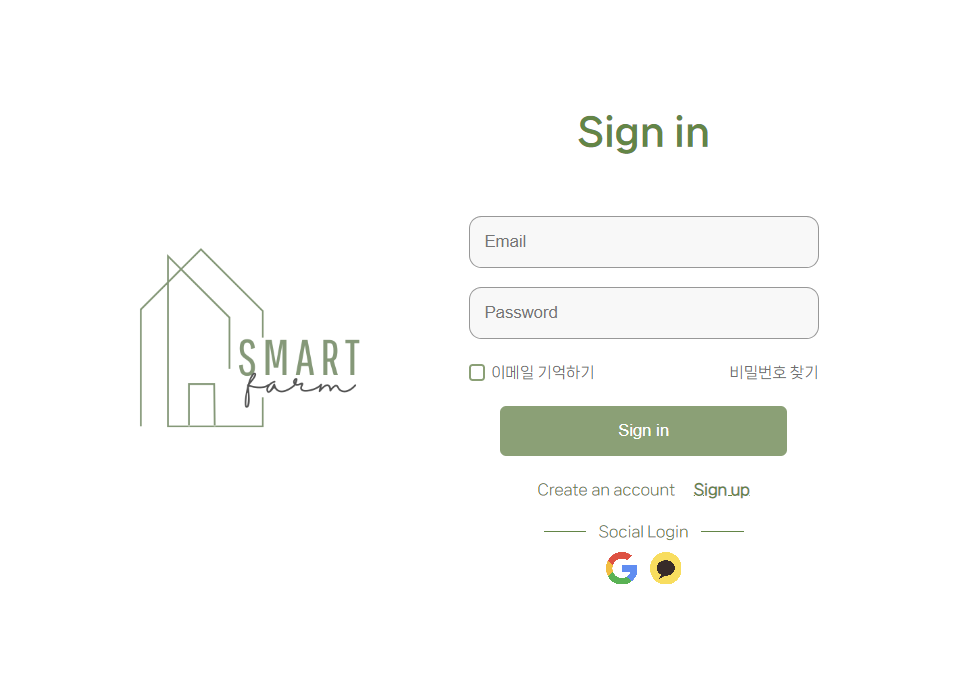 SMART
farm
Sign in
Email
Password
이메일 기억하기 비밀번호 찾기
Sign in
Create an account Sign up
Social Login
G